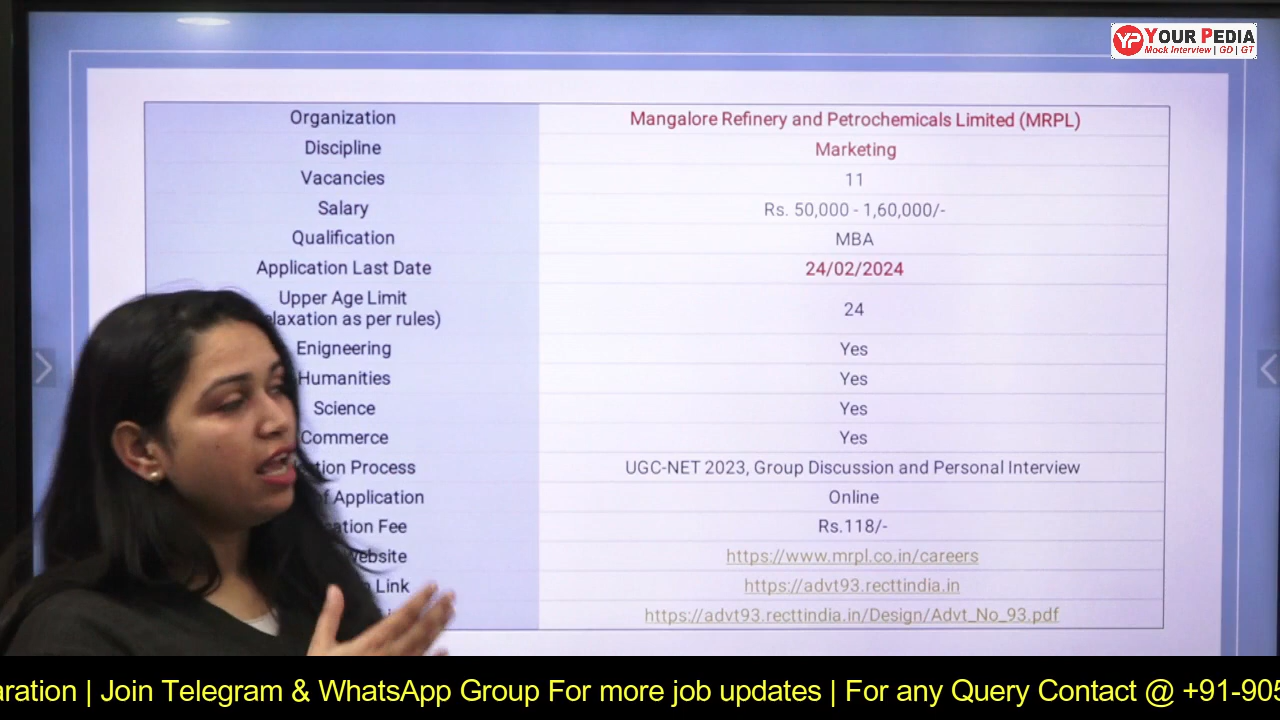 YP YOUR PEDIA
Mock Interview | GD | GT
Organization Mangalore Refinery and Petrochemicals Limited (MRPL)
Discipline Marketing
Vacancies 11
Salary Rs. 50,000 - 1,60,000/-
Qualification MBA
Application Last Date 24/02/2024
Upper Age Limit
elaxation as per rules) 24
Enigneering Yes
Humanities Yes
Science Yes
Commerce Yes
tion Process UGC-NET 2023, Group Discussion and Personal Interview
of Application Online
ation Fee Rs.118/-
Website https://www.mrpl.co.in/careers
Link https://advt93.recttindia.in
https://advt93.recttindia.in/Design/Advt_No_93.pdf
aration | Join Telegram & WhatsApp Group For more job updates | For any Query Contact @ +91-905